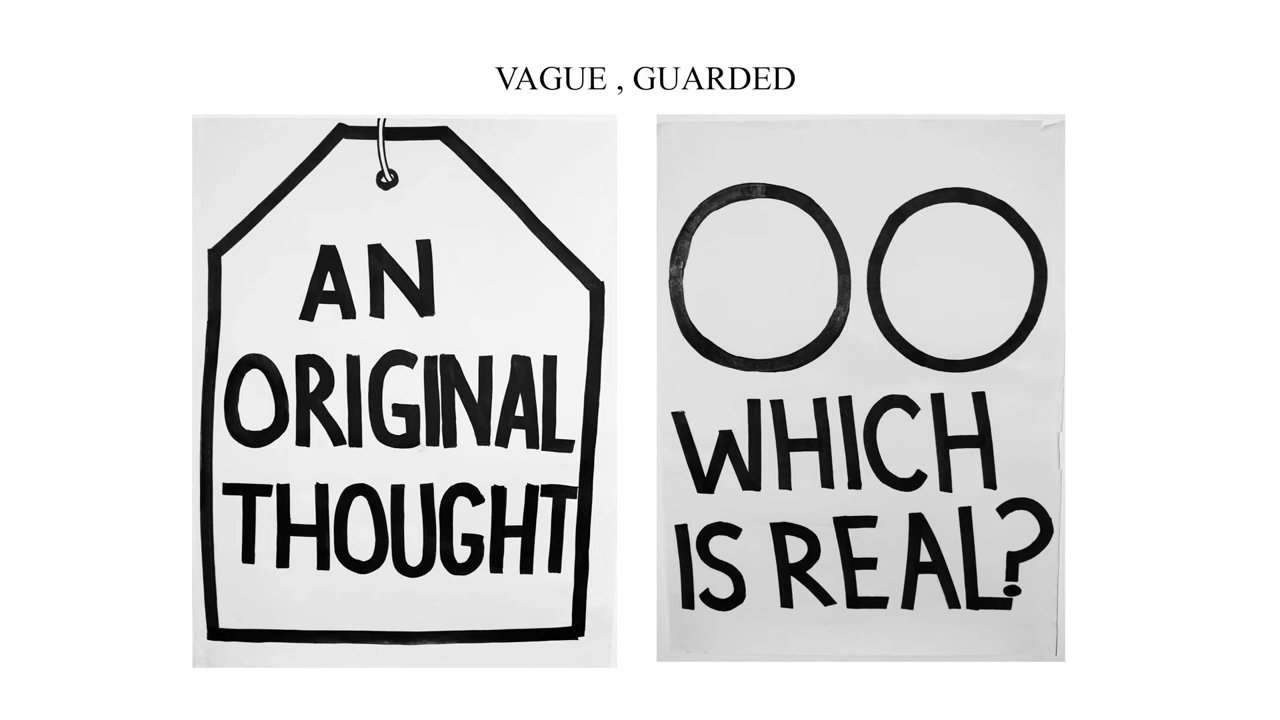 VAGUE , GUARDED
AN
ORIGINAL
THOUGHT
WHICH
IS REAL?